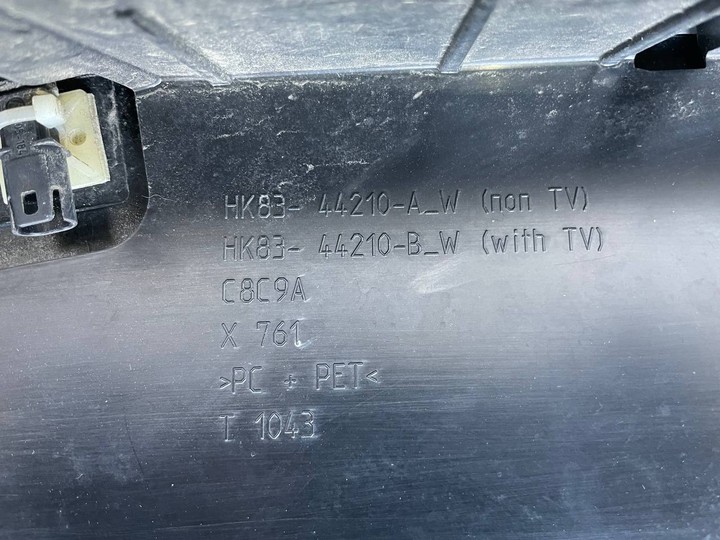 HK83- 44210-A_W (non TV)
HK83- 44210-B_W (with TV)
C8C9A
X 761
>PC + PET<
T 1043